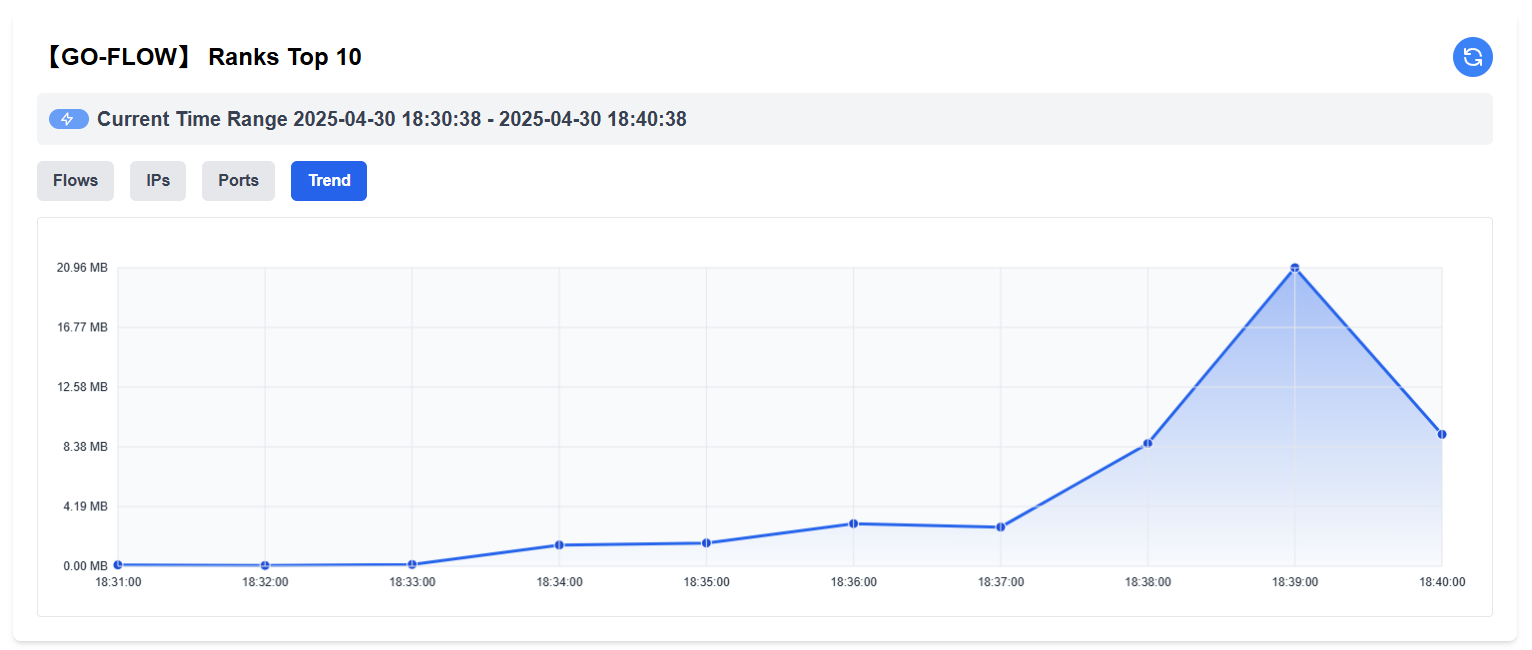 【GO-FLOW】 Ranks Top 10
Current Time Range 2025-04-30 18:30:38 - 2025-04-30 18:40:38
Flows IPs Ports Trend
20.96 MB
16.77 MB
12.58 MB
8.38 MB
4.19 MB
0.00 MB
18:31:00 18:32:00 18:33:00 18:34:00 18:35:00 18:36:00 18:37:00 18:38:00 18:39:00 18:40:00